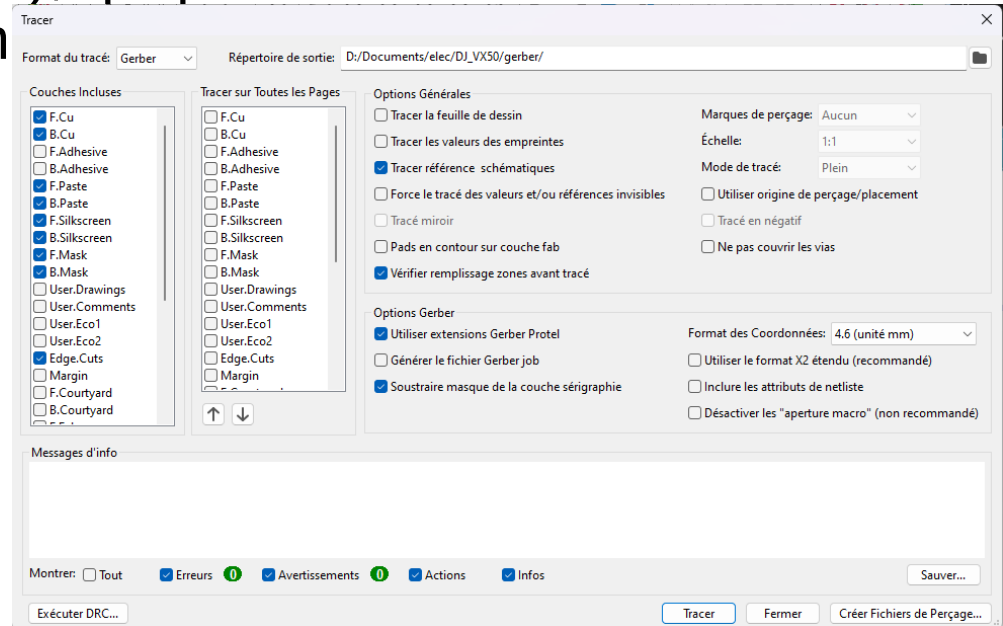 Tracer
Format du tracé: Gerber
Répertoire de sortie: D:/Documents/elec/DJ_VX50/gerber/
Couches Incluses
F.Cu
B.Cu
F.Adhesive
B.Adhesive
F.Paste
B.Paste
F.Silkscreen
B.Silkscreen
F.Mask
B.Mask
User.Drawings
User.Comments
User.Eco1
User.Eco2
Edge.Cuts
Margin
F.Courtyard
B.Courtyard
Tracer sur Toutes les Pages
F.Cu
B.Cu
F.Adhesive
B.Adhesive
F.Paste
B.Paste
F.Silkscreen
B.Silkscreen
F.Mask
B.Mask
User.Drawings
User.Comments
User.Eco1
User.Eco2
Edge.Cuts
Margin
Options Générales
Tracer la feuille de dessin
Tracer les valeurs des empreintes
Tracer référence schématiques
Force le tracé des valeurs et/ou références invisibles
Tracé miroir
Pads en contour sur couche fab
Vérifier remplissage zones avant tracé
Marques de perçage: Aucun
Échelle: 1:1
Mode de tracé: Plein
Utiliser origine de perçage/placement
Tracé en négatif
Ne pas couvrir les vias
Options Gerber
Utiliser extensions Gerber Protel
Générer le fichier Gerber job
Soustraire masque de la couche sérigraphie
Format des Coordonnées: 4.6 (unité mm)
Utiliser le format X2 étendu (recommandé)
Inclure les attributs de netliste
Désactiver les "aperture macro" (non recommandé)
Messages d'info
Montrer: Tout Erreurs 0 Avertissements 0 Actions Infos Sauver...
Exécuter DRC... Tracer Fermer Créer Fichiers de Perçage...